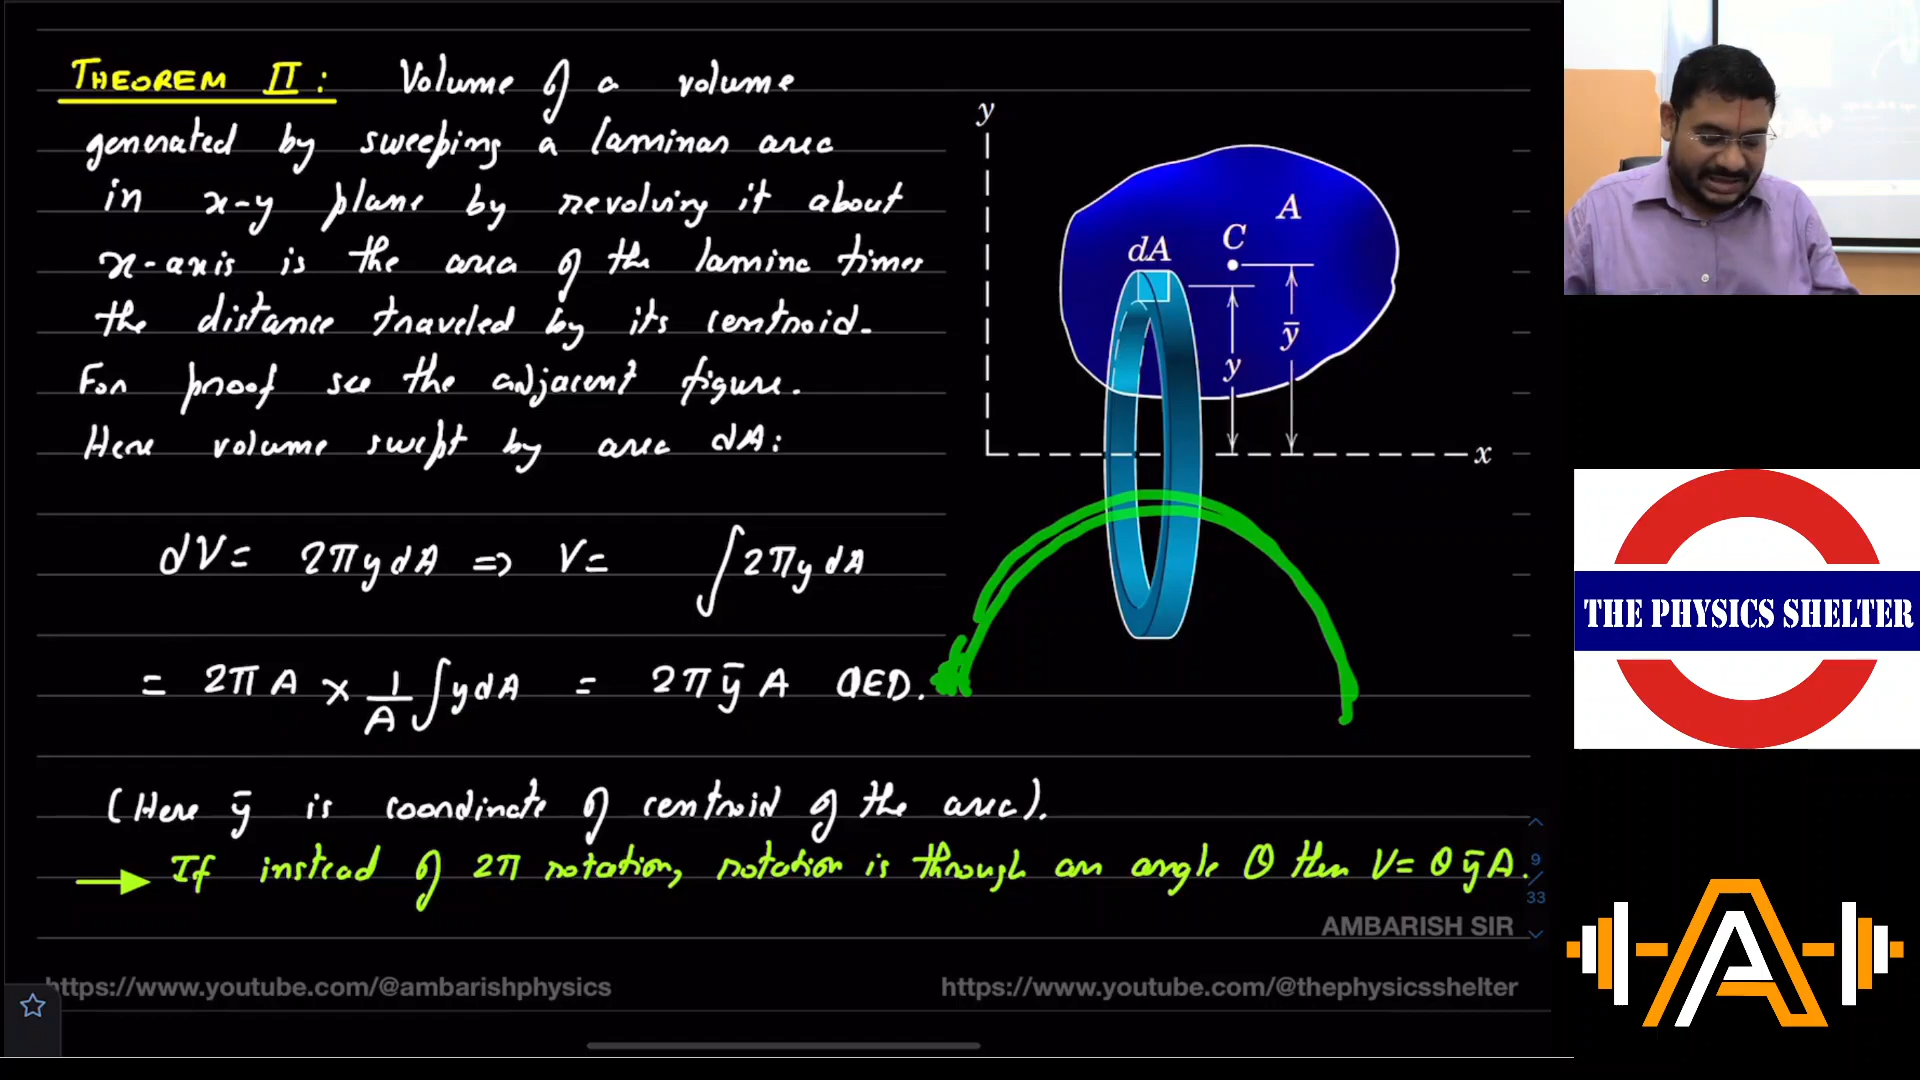 THEOREM II : Volume of a volume
generated by sweeping a laminar area
in x-y plane by revolving it about
x-axis is the area of the lamina times
the distance traveled by its centroid.
For proof see the adjacent figure.
Here volume swept by area dA:
dV = 2πy dA ⇒ V = ∫ 2πy dA
= 2πA × 1/A ∫ y dA = 2π ȳ A QED.
(Here ȳ is coordinate of centroid of the area).
→ If instead of 2π rotation, rotation is through an angle θ then V = θ ȳ A.
y
A
C
dA
ȳ
y
x
9
/
33
AMBARISH SIR
https://www.youtube.com/@ambarishphysics
https://www.youtube.com/@thephysicsshelter
THE PHYSICS SHELTER
A